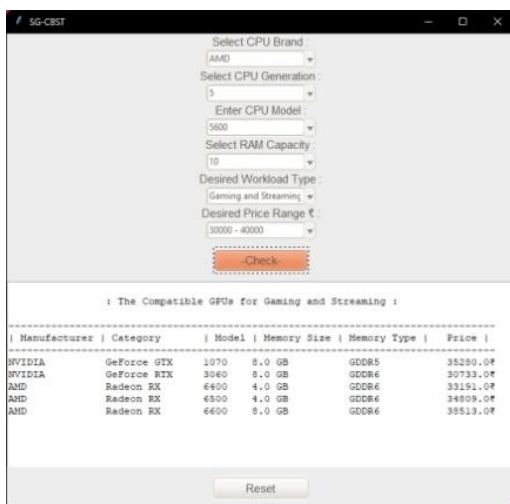 SG-CBST
Select CPU Brand :
AMD
Select CPU Generation :
5
Enter CPU Model :
5600
Select RAM Capacity :
10
Desired Workload Type :
Gaming and Streaming
Desired Price Range ₹ :
30000 - 40000
-Check-
: The Compatible GPUs for Gaming and Streaming :
| Manufacturer | Category | Model | Memory Size | Memory Type | Price |
NVIDIA GeForce GTX 1070 8.0 GB GDDR5 35280.0₹
NVIDIA GeForce RTX 3060 8.0 GB GDDR6 30733.0₹
AMD Radeon RX 6400 4.0 GB GDDR6 33191.0₹
AMD Radeon RX 6500 4.0 GB GDDR6 34809.0₹
AMD Radeon RX 6600 8.0 GB GDDR6 38513.0₹
Reset